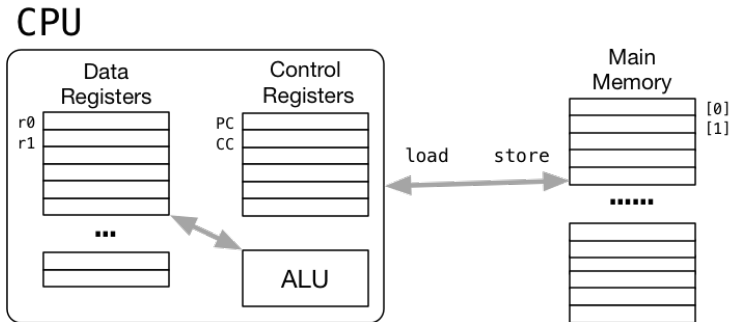 CPU
Data
Registers
Control
Registers
Main
Memory
r0
r1
PC
CC
[0]
[1]
load store
...
......
ALU